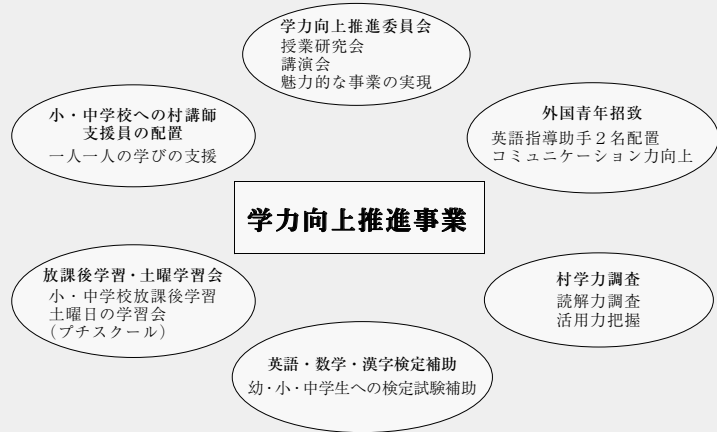 学力向上推進委員会
授業研究会
講演会
魅力的な事業の実現
小・中学校への村講師
支援員の配置
一人一人の学びの支援
外国青年招致
英語指導助手２名配置
コミュニケーション力向上
学力向上推進事業
放課後学習・土曜学習会
小・中学校放課後学習
土曜日の学習会
（プチスクール）
村学力調査
読解力調査
活用力把握
英語・数学・漢字検定補助
幼・小・中学生への検定試験補助